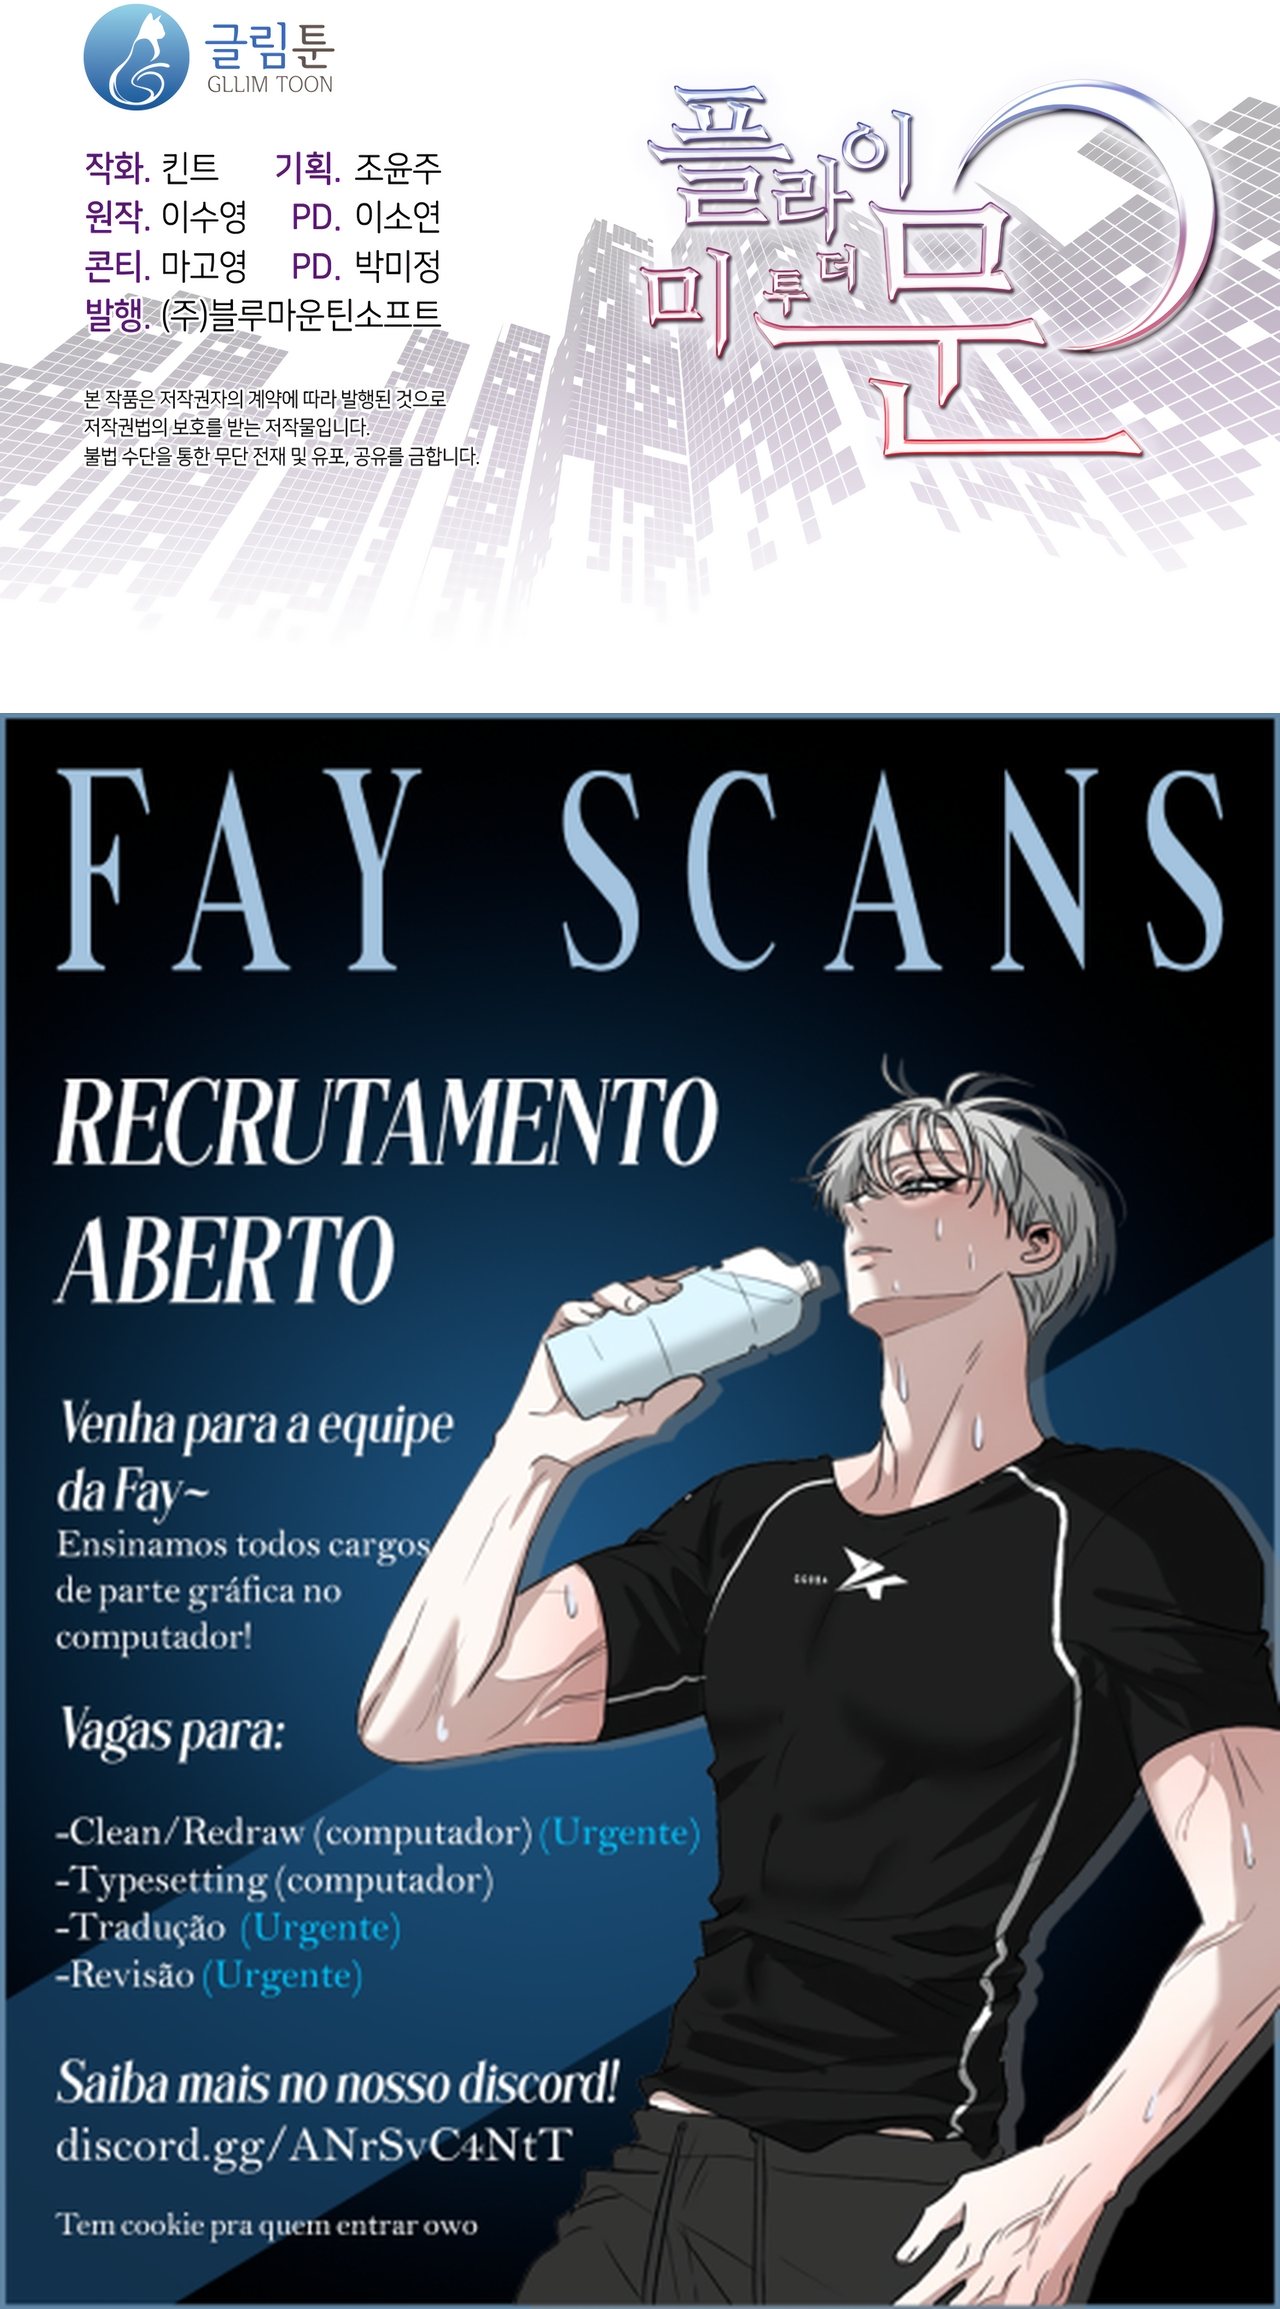 글림툰
GLLIM TOON
작화. 킨트 기획. 조윤주
원작. 이수영 PD. 이소연
콘티. 마고영 PD. 박미정
발행. (주)블루마운틴소프트
본 작품은 저작권자의 계약에 따라 발행된 것으로
저작권법의 보호를 받는 저작물입니다.
불법 수단을 통한 무단 전재 및 유포, 공유를 금합니다.
플라이
미 투 더 문
FAY SCANS
RECRUTAMENTO
ABERTO
Venha para a equipe
da Fay~
Ensinamos todos cargos
de parte gráfica no
computador!
Vagas para:
-Clean/Redraw (computador) (Urgente)
-Typesetting (computador)
-Tradução (Urgente)
-Revisão (Urgente)
Saiba mais no nosso discord!
discord.gg/ANrSvC4NtT
Tem cookie pra quem entrar owo